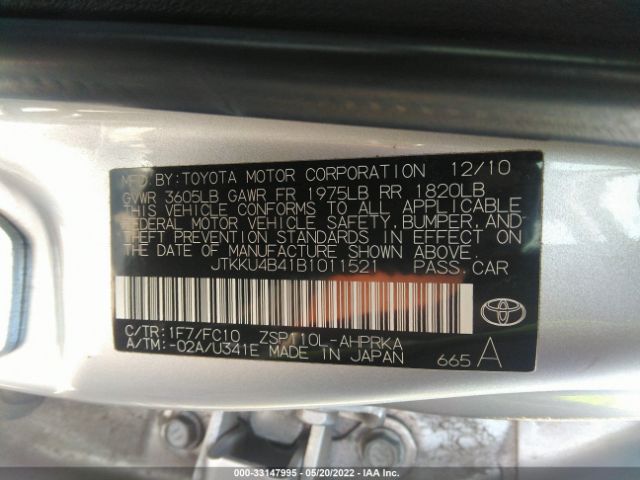 MFD. BY: TOYOTA MOTOR CORPORATION 12/10
GVWR 3605LB GAWR FR 1975LB RR 1820LB
THIS VEHICLE CONFORMS TO ALL APPLICABLE
FEDERAL MOTOR VEHICLE SAFETY, BUMPER, AND
THEFT PREVENTION STANDARDS IN EFFECT ON
THE DATE OF MANUFACTURE SHOWN ABOVE.
JTKKU4B41B1011521 PASS. CAR
C/TR: 1F7/FC10 ZSP110L-AHPRKA
A/TM: -02A/U341E MADE IN JAPAN
665 A
000-33147995 - 05/20/2022 - IAA Inc.